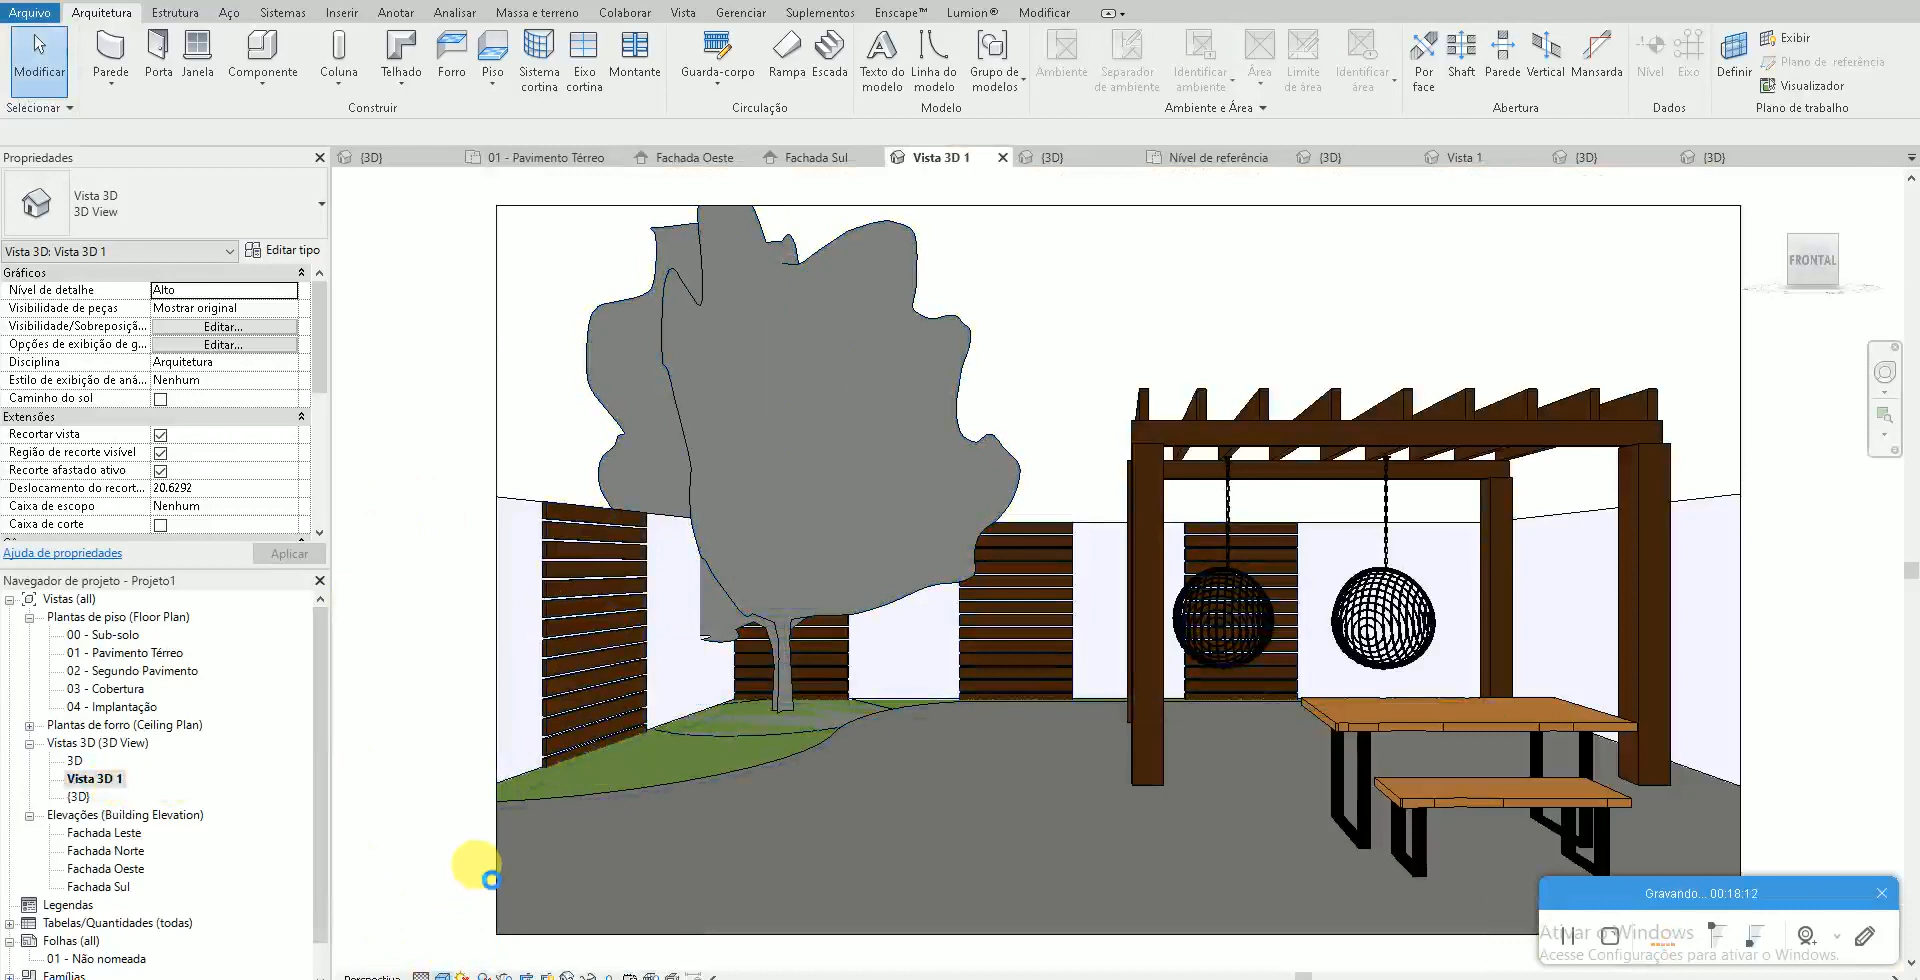 Arquivo Arquitetura Estrutura Aço Sistemas Inserir Anotar Analisar Massa e terreno Colaborar Vista Gerenciar Suplementos Enscape™ Lumion® Modificar
Modificar Parede Porta Janela Componente Coluna Telhado Forro Piso Sistema cortina Eixo cortina Montante Guarda-corpo Rampa Escada Texto do modelo Linha do modelo Grupo de modelos Ambiente Separador de ambiente Identificar ambiente Área Limite de área Identificar área Por face Shaft Parede Vertical Mansarda Nível Eixo Definir Exibir
Plano de referência
Visualizador
Selecionar Construir Circulação Modelo Ambiente e Área Abertura Dados Plano de trabalho
Propriedades
{3D} 01 - Pavimento Térreo Fachada Oeste Fachada Sul Vista 3D 1 {3D} Nível de referência {3D} Vista 1 {3D} {3D}
Vista 3D
3D View
Vista 3D: Vista 3D 1 Editar tipo
Gráficos
Nível de detalhe Alto
Visibilidade de peças Mostrar original
Visibilidade/Sobreposiçã... Editar...
Opções de exibição de g... Editar...
Disciplina Arquitetura
Estilo de exibição de aná... Nenhum
Caminho do sol
Extensões
Recortar vista
Região de recorte visível
Recorte afastado ativo
Deslocamento do recort... 20.6292
Caixa de escopo Nenhum
Caixa de corte
Ajuda de propriedades Aplicar
Navegador de projeto - Projeto1
Vistas (all)
Plantas de piso (Floor Plan)
00 - Sub-solo
01 - Pavimento Térreo
02 - Segundo Pavimento
03 - Cobertura
04 - Implantação
Plantas de forro (Ceiling Plan)
Vistas 3D (3D View)
3D
Vista 3D 1
{3D}
Elevações (Building Elevation)
Fachada Leste
Fachada Norte
Fachada Oeste
Fachada Sul
Legendas
Tabelas/Quantidades (todas)
Folhas (all)
01 - Não nomeada
Famílias
FRONTAL
Gravando... 00:18:12
Ativar o Windows
Acesse Configurações para ativar o Windows.
Perspectiva